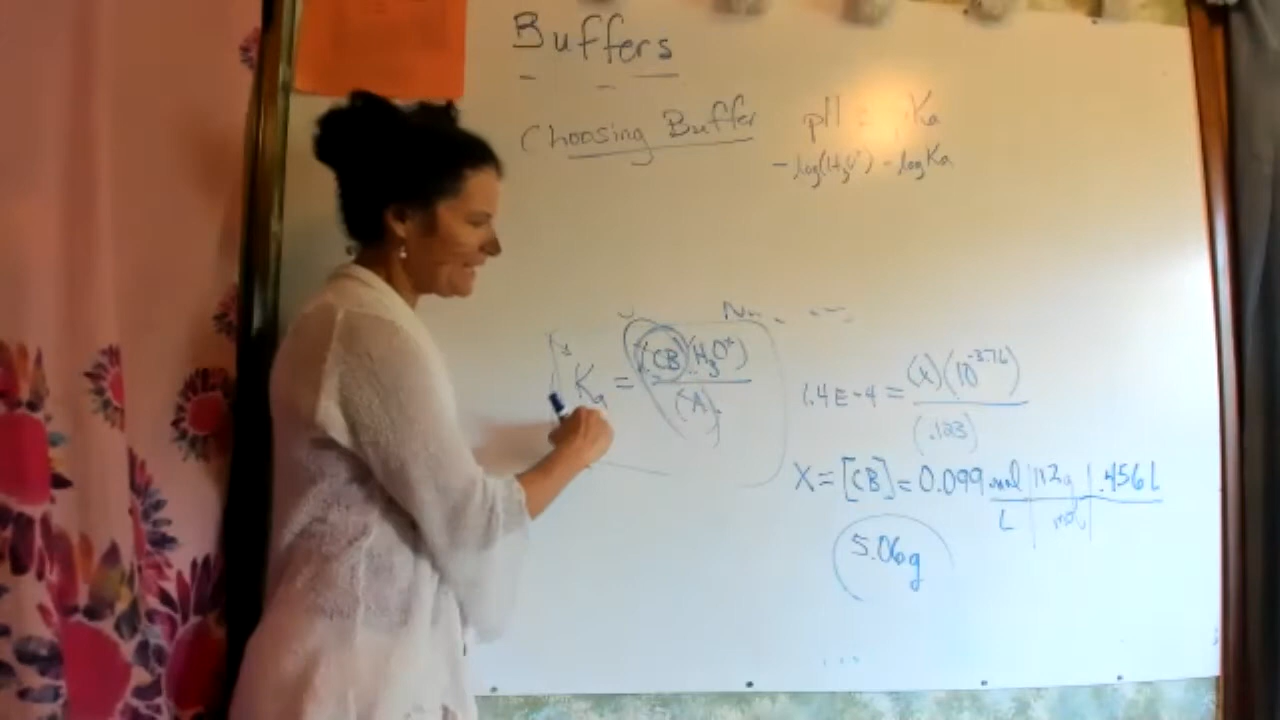 Buffers
Choosing Buffer pH = Ka
-log(H3O+) - log Ka
Ka = (CB)(H3O+) / (A)
1.4E-4 = (X)(10^-3.76) / (.123)
X = [CB] = 0.099 mol | 112g | .456 L
L | mol
5.06g